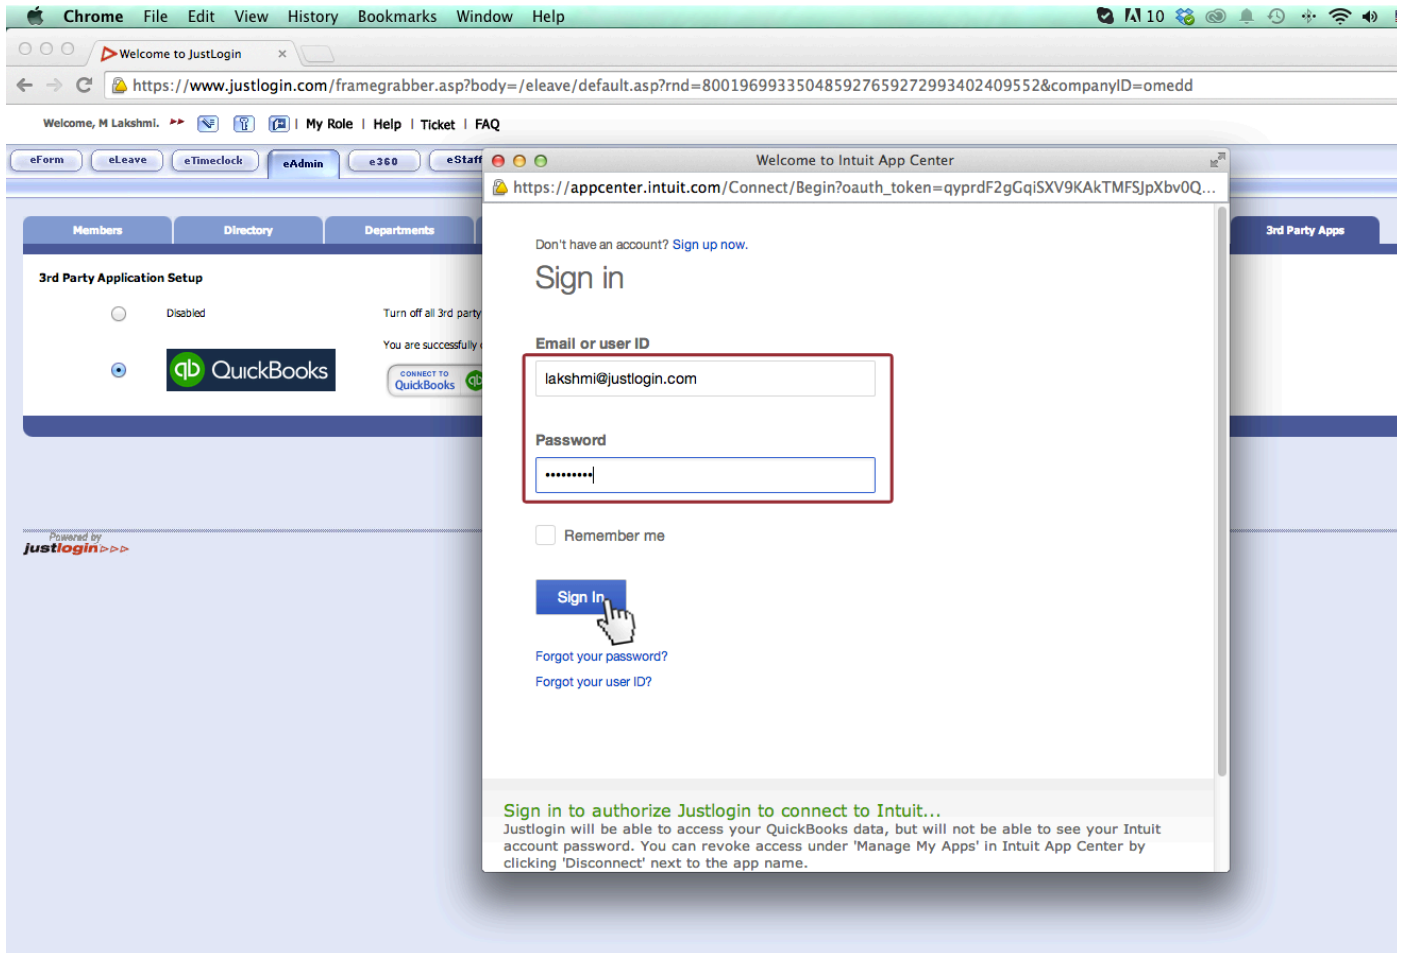 Chrome File Edit View History Bookmarks Window Help 10
Welcome to JustLogin ×
https://www.justlogin.com/framegrabber.asp?body=/eleave/default.asp?rnd=80019699335048592765927299340240955​2&companyID=omedd
Welcome, M Lakshmi. | My Role | Help | Ticket | FAQ
eForm eLeave eTimeclock eAdmin e360 eStaff
Welcome to Intuit App Center
https://appcenter.intuit.com/Connect/Begin?oauth_token=qyprdF2gGqiSXV9KAkTMFSJpXbv0Q...
Members Directory Departments 3rd Party Apps
Don't have an account? Sign up now.
Sign in
3rd Party Application Setup
Disabled Turn off all 3rd party
You are successfully
qb QuickBooks
CONNECT TO
QuickBooks qb
Email or user ID
lakshmi@justlogin.com
Password
•••••••••
Remember me
Powered by
justlogin
Sign In
Forgot your password?
Forgot your user ID?
Sign in to authorize Justlogin to connect to Intuit...
Justlogin will be able to access your QuickBooks data, but will not be able to see your Intuit
account password. You can revoke access under 'Manage My Apps' in Intuit App Center by
clicking 'Disconnect' next to the app name.